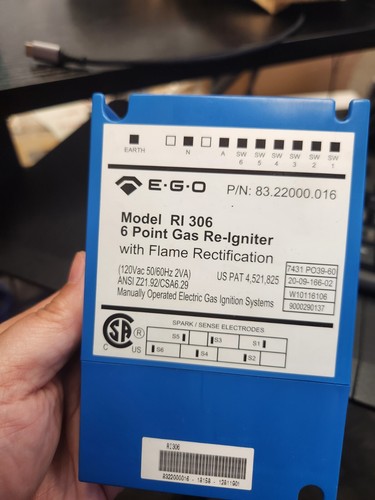 EARTH N A SW 6 SW 5 SW 4 SW 3 SW 2 SW 1
E·G·O P/N: 83.22000.016
Model RI 306
6 Point Gas Re-Igniter
with Flame Rectification
(120Vac 50/60Hz 2VA) US PAT 4,521,825
ANSI Z21.92/CSA6.29
Manually Operated Electric Gas Ignition Systems
7431 PO39-60
20-09-166-02
W10116106
9000290137
SPARK / SENSE ELECTRODES
CSA ® C US
S5 S3 S1
S6 S4 S2
RI306